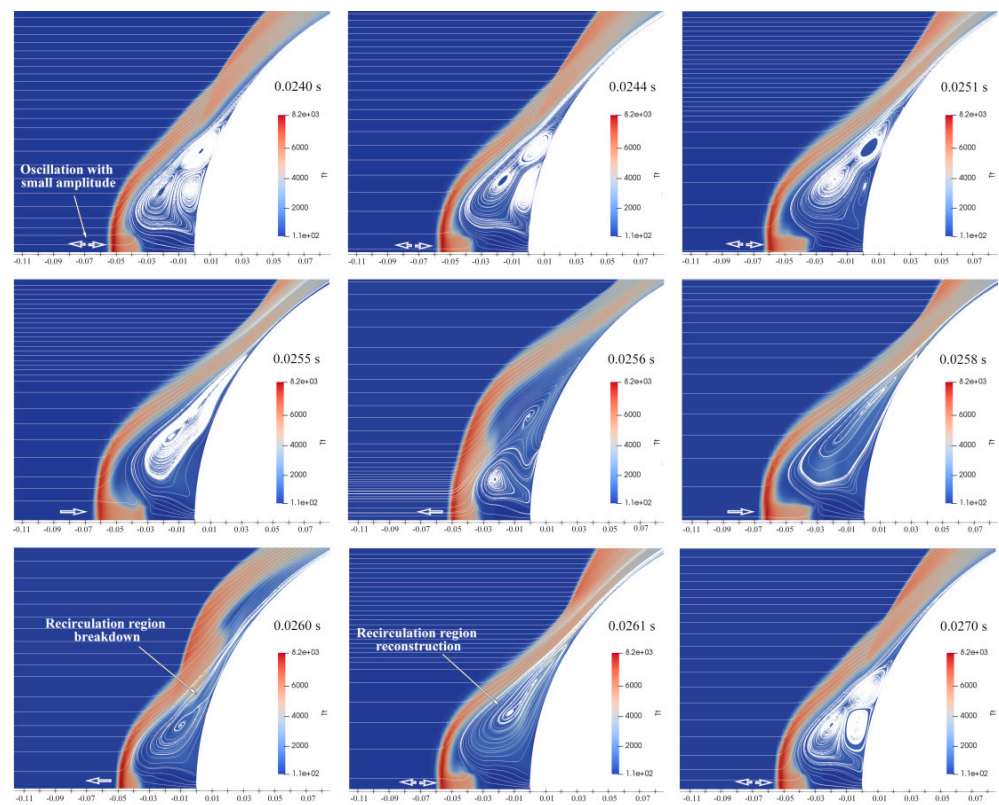 0.0240 s
8.2e+03
6000
4000
2000
1.1e+02
Tt
Oscillation with
small amplitude
-0.11 -0.09 -0.07 -0.05 -0.03 -0.01 0.01 0.03 0.05 0.07
0.0244 s
8.2e+03
6000
4000
2000
1.1e+02
Tt
-0.11 -0.09 -0.07 -0.05 -0.03 -0.01 0.01 0.03 0.05 0.07
0.0251 s
8.2e+03
6000
4000
2000
1.1e+02
Tt
-0.11 -0.09 -0.07 -0.05 -0.03 -0.01 0.01 0.03 0.05 0.07
0.0255 s
8.2e+03
6000
4000
2000
1.1e+02
Tt
-0.11 -0.09 -0.07 -0.05 -0.03 -0.01 0.01 0.03 0.05 0.07
0.0256 s
8.2e+03
6000
4000
2000
1.1e+02
Tt
-0.11 -0.09 -0.07 -0.05 -0.03 -0.01 0.01 0.03 0.05 0.07
0.0258 s
8.2e+03
6000
4000
2000
1.1e+02
Tt
-0.11 -0.09 -0.07 -0.05 -0.03 -0.01 0.01 0.03 0.05 0.07
Recirculation region
breakdown
0.0260 s
8.2e+03
6000
4000
2000
1.1e+02
Tt
-0.11 -0.09 -0.07 -0.05 -0.03 -0.01 0.01 0.03 0.05 0.07
Recirculation region
reconstruction
0.0261 s
8.2e+03
6000
4000
2000
1.1e+02
Tt
-0.11 -0.09 -0.07 -0.05 -0.03 -0.01 0.01 0.03 0.05 0.07
0.0270 s
8.2e+03
6000
4000
2000
1.1e+02
Tt
-0.11 -0.09 -0.07 -0.05 -0.03 -0.01 0.01 0.03 0.05 0.07